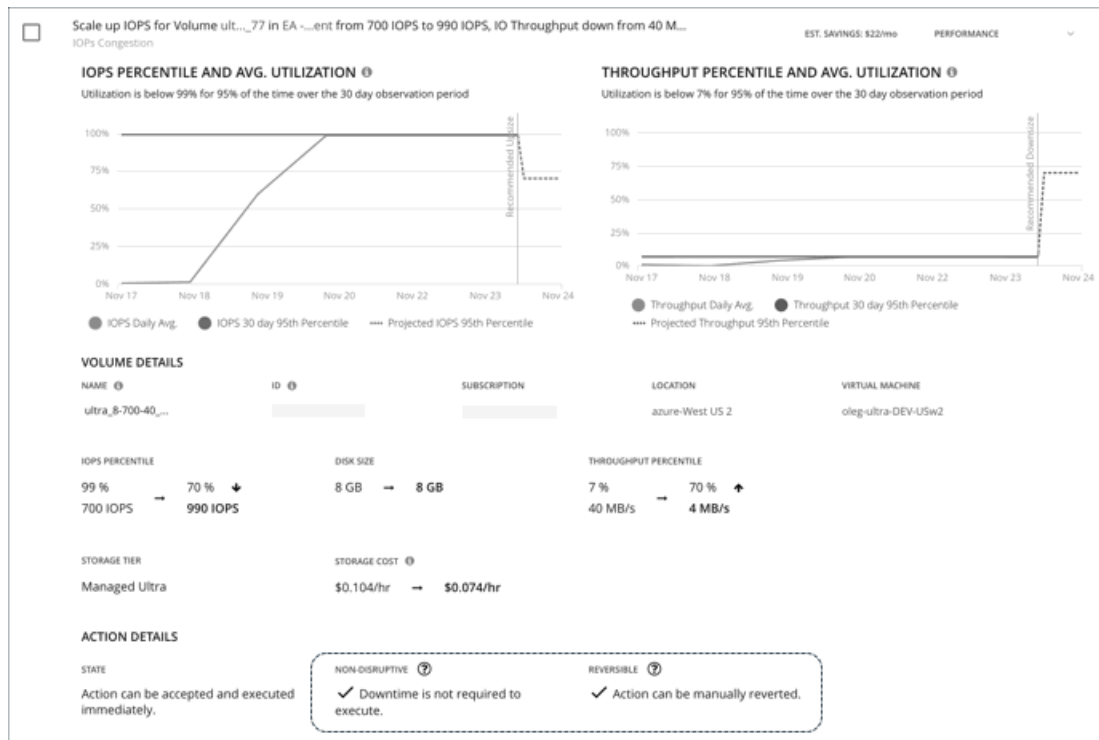 Scale up IOPS for Volume ult..._77 in EA -...ent from 700 IOPS to 990 IOPS, IO Throughput down from 40 M...
IOPs Congestion
EST. SAVINGS: $22/mo
PERFORMANCE
IOPS PERCENTILE AND AVG. UTILIZATION
Utilization is below 99% for 95% of the time over the 30 day observation period
100%
75%
50%
25%
0%
Recommended Upsize
Nov 17 Nov 18 Nov 19 Nov 20 Nov 22 Nov 23 Nov 24
IOPS Daily Avg. IOPS 30 day 95th Percentile Projected IOPS 95th Percentile
THROUGHPUT PERCENTILE AND AVG. UTILIZATION
Utilization is below 7% for 95% of the time over the 30 day observation period
100%
75%
50%
25%
0%
Recommended Downsize
Nov 17 Nov 18 Nov 19 Nov 20 Nov 22 Nov 23 Nov 24
Throughput Daily Avg. Throughput 30 day 95th Percentile
Projected Throughput 95th Percentile
VOLUME DETAILS
NAME ID SUBSCRIPTION LOCATION VIRTUAL MACHINE
ultra_8-700-40_... azure-West US 2 oleg-ultra-DEV-USw2
IOPS PERCENTILE DISK SIZE THROUGHPUT PERCENTILE
99 % → 70 % ↓ 8 GB → 8 GB 7 % → 70 % ↑
700 IOPS 990 IOPS 40 MB/s 4 MB/s
STORAGE TIER STORAGE COST
Managed Ultra $0.104/hr → $0.074/hr
ACTION DETAILS
STATE
Action can be accepted and executed
immediately.
NON-DISRUPTIVE ?
✓ Downtime is not required to
execute.
REVERSIBLE ?
✓ Action can be manually reverted.